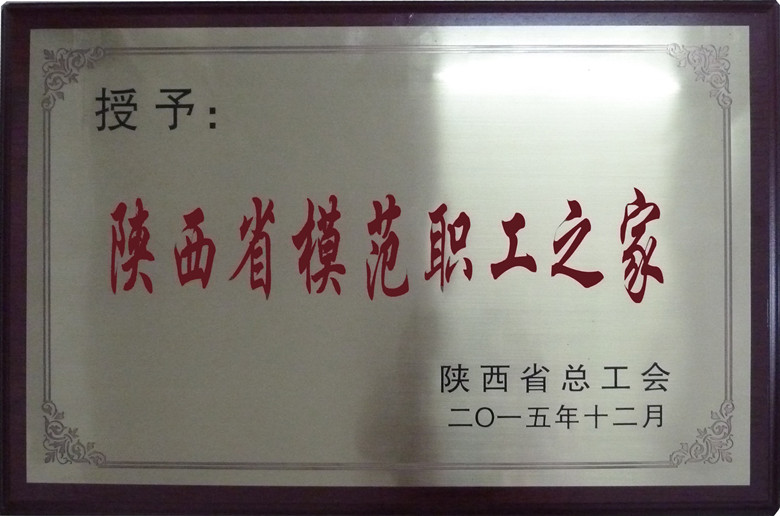 授予：
陕西省模范职工之家
陕西省总工会
二〇一五年十二月